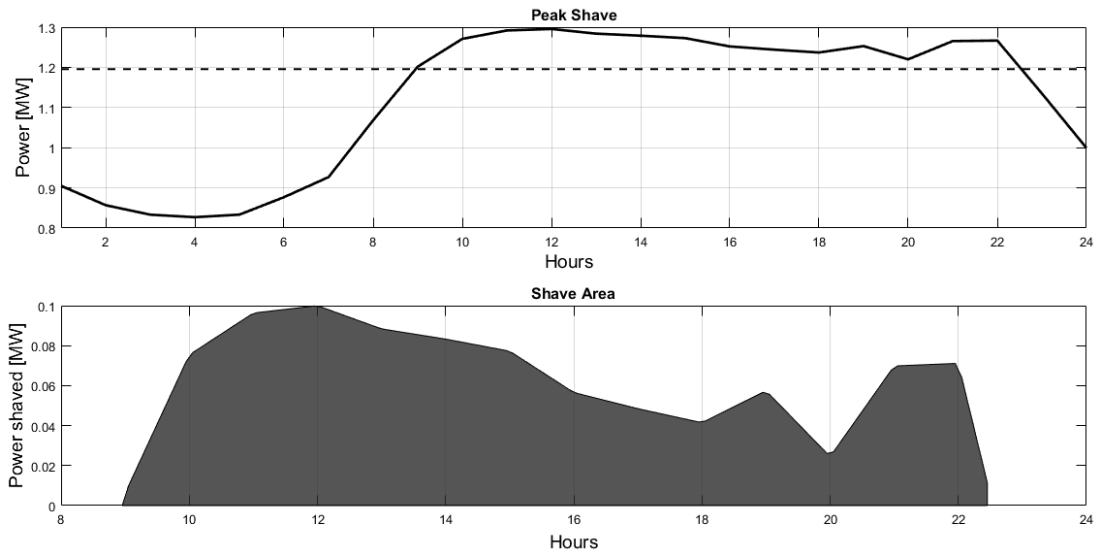 Peak Shave
Power [MW]
1.3
1.2
1.1
1
0.9
0.8
2 4 6 8 10 12 14 16 18 20 22 24
Hours
Shave Area
Power shaved [MW]
0.1
0.08
0.06
0.04
0.02
0
8 10 12 14 16 18 20 22 24
Hours